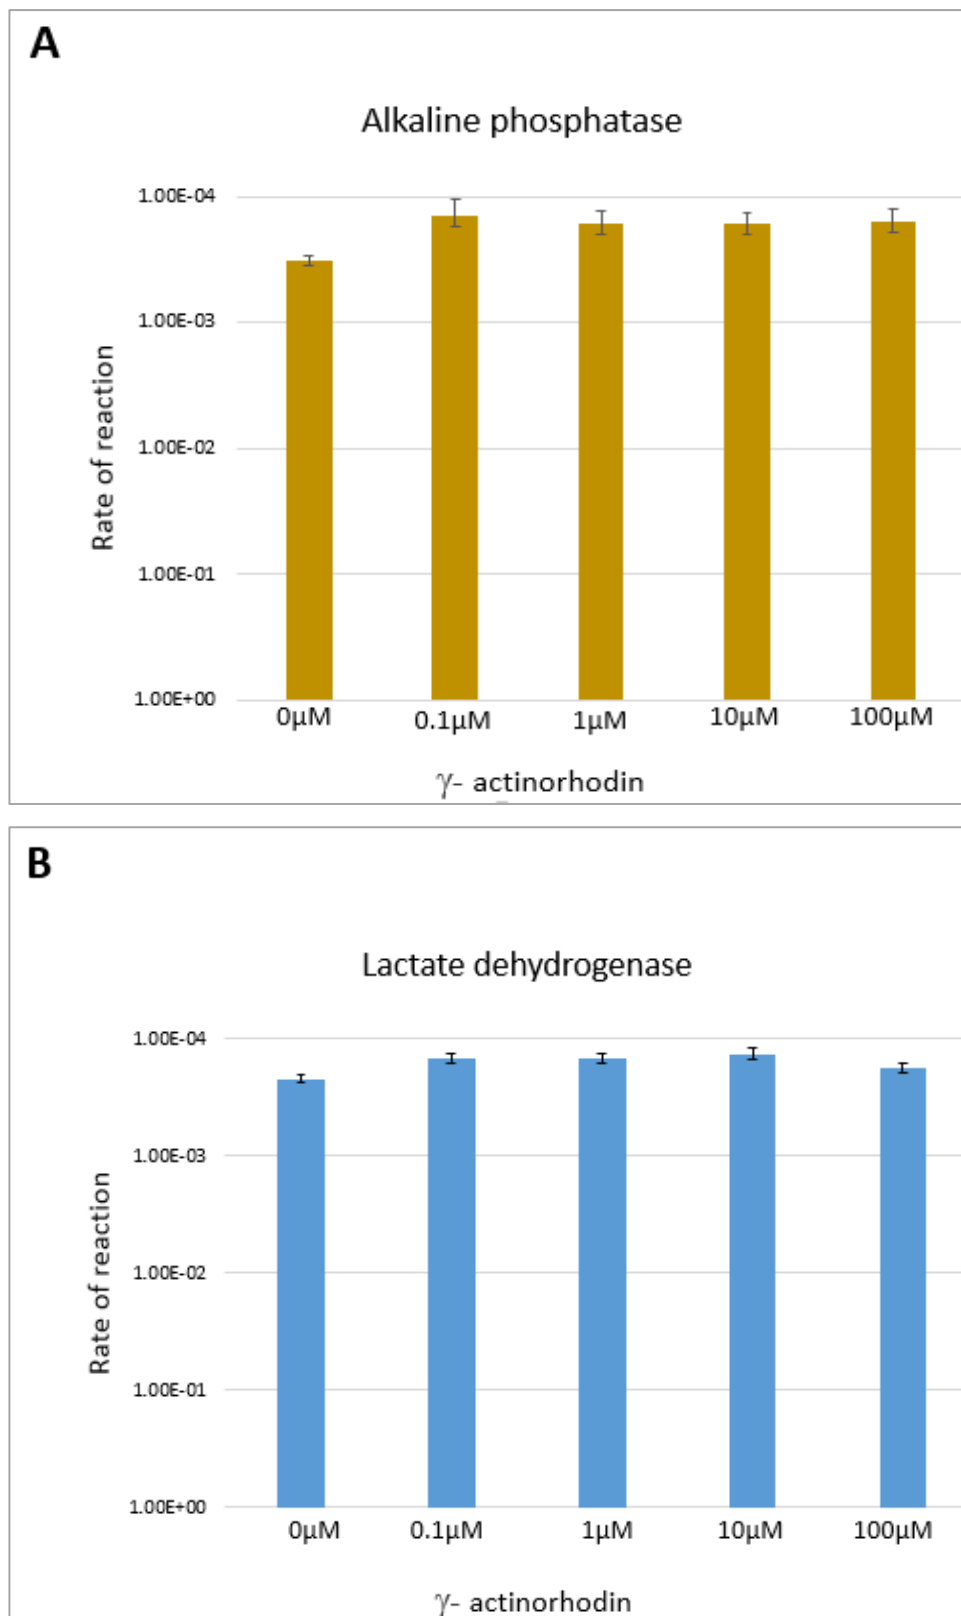 A
Alkaline phosphatase
1.00E-04
1.00E-03
1.00E-02
1.00E-01
1.00E+00
Rate of reaction
0µM 0.1µM 1µM 10µM 100µM
γ- actinorhodin
B
Lactate dehydrogenase
1.00E-04
1.00E-03
1.00E-02
1.00E-01
1.00E+00
Rate of reaction
0µM 0.1µM 1µM 10µM 100µM
γ- actinorhodin